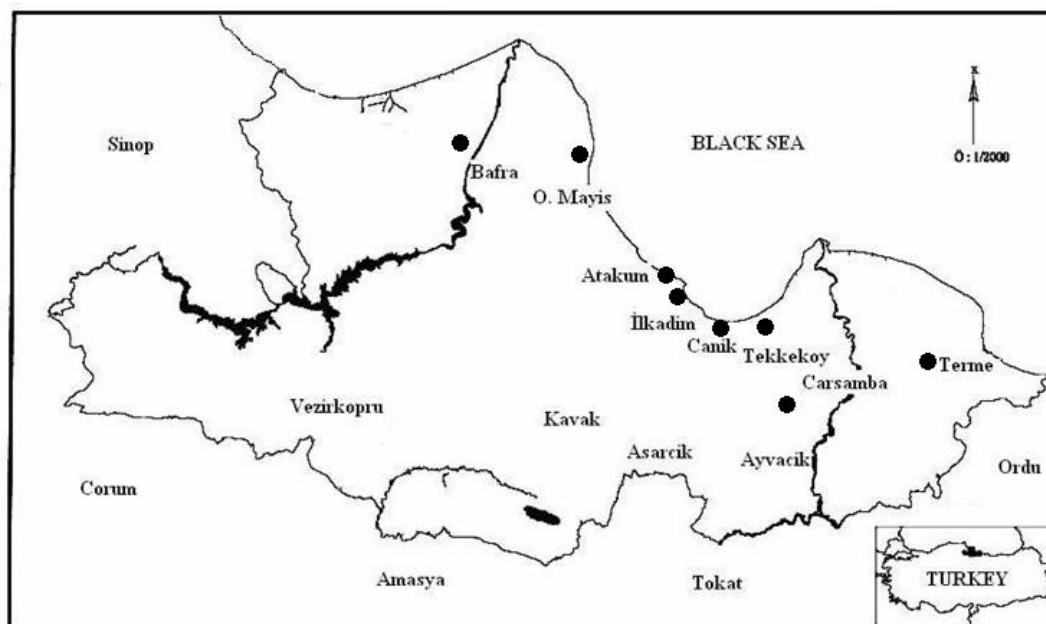 K
Sinop
BLACK SEA
Ö : 1/2000
Bafra
O. Mayis
Atakum
İlkadim
Canik
Tekkekoy
Terme
Carsamba
Vezirkopru
Kavak
Asarcik
Ayvacik
Ordu
Corum
Amasya
Tokat
TURKEY